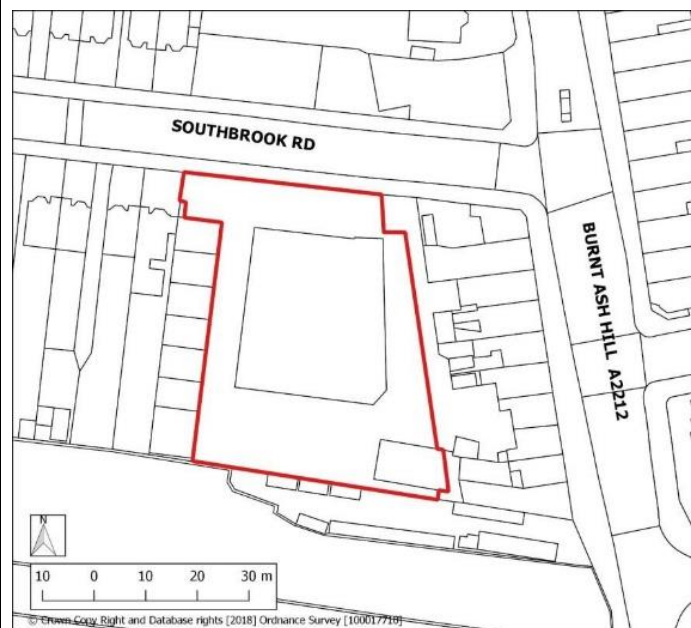 SOUTHBROOK RD
BURNT ASH HILL A2212
N
10 0 10 20 30 m
© Crown Copy Right and Database rights [2018] Ordnance Survey [100017710]